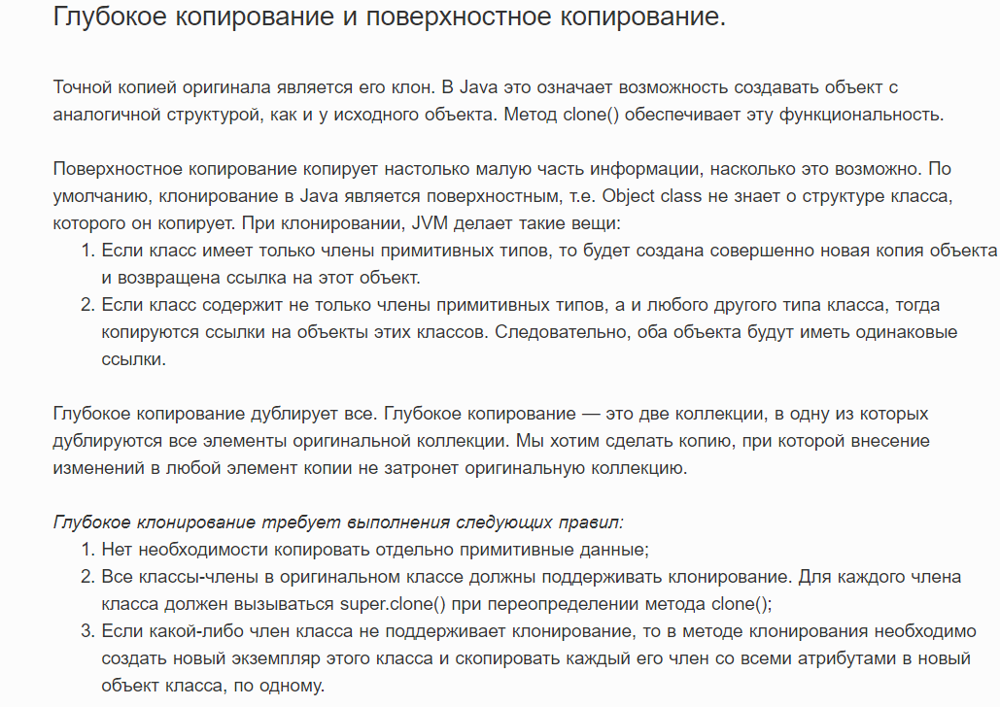 Глубокое копирование и поверхностное копирование.
Точной копией оригинала является его клон. В Java это означает возможность создавать объект с
аналогичной структурой, как и у исходного объекта. Метод clone() обеспечивает эту функциональность.
Поверхностное копирование копирует настолько малую часть информации, насколько это возможно. По
умолчанию, клонирование в Java является поверхностным, т.е. Object class не знает о структуре класса,
которого он копирует. При клонировании, JVM делает такие вещи:
1. Если класс имеет только члены примитивных типов, то будет создана совершенно новая копия объекта
и возвращена ссылка на этот объект.
2. Если класс содержит не только члены примитивных типов, а и любого другого типа класса, тогда
копируются ссылки на объекты этих классов. Следовательно, оба объекта будут иметь одинаковые
ссылки.
Глубокое копирование дублирует все. Глубокое копирование — это две коллекции, в одну из которых
дублируются все элементы оригинальной коллекции. Мы хотим сделать копию, при которой внесение
изменений в любой элемент копии не затронет оригинальную коллекцию.
Глубокое клонирование требует выполнения следующих правил:
1. Нет необходимости копировать отдельно примитивные данные;
2. Все классы-члены в оригинальном классе должны поддерживать клонирование. Для каждого члена
класса должен вызываться super.clone() при переопределении метода clone();
3. Если какой-либо член класса не поддерживает клонирование, то в методе клонирования необходимо
создать новый экземпляр этого класса и скопировать каждый его член со всеми атрибутами в новый
объект класса, по одному.